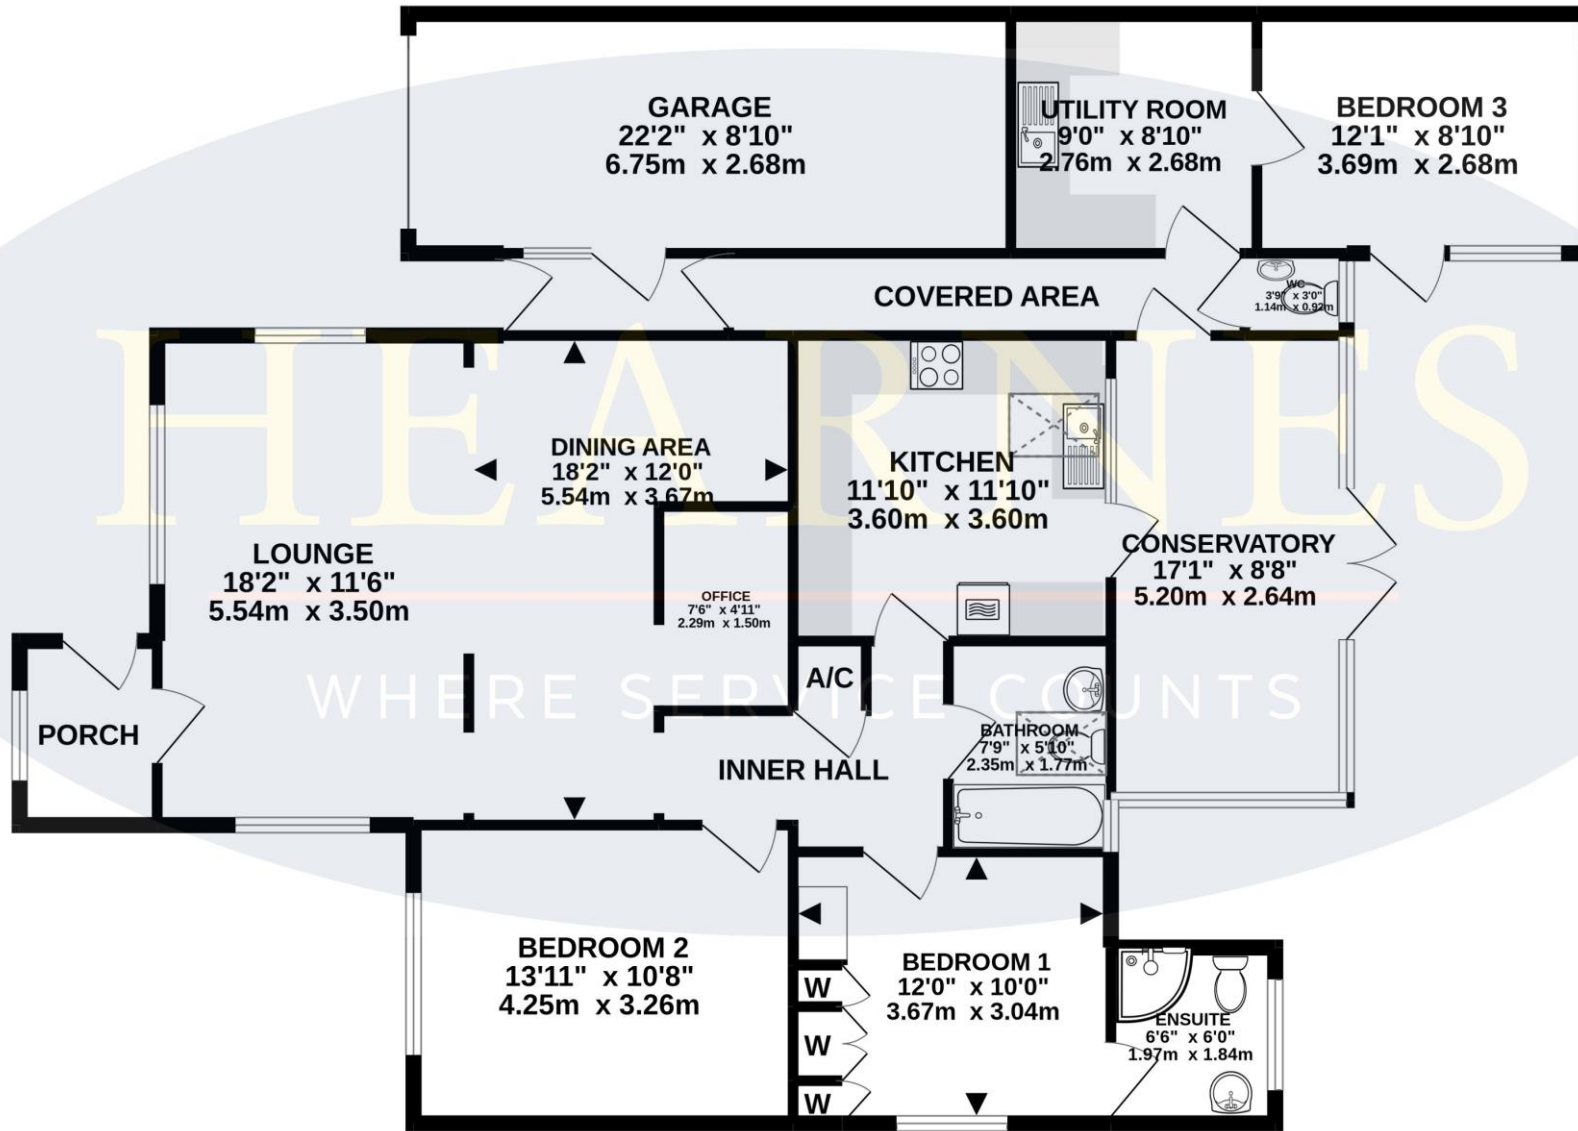 GARAGE
22'2" x 8'10"
6.75m x 2.68m
UTILITY ROOM
9'0" x 8'10"
2.76m x 2.68m
BEDROOM 3
12'1" x 8'10"
3.69m x 2.68m
COVERED AREA
WC
3'9" x 3'0"
1.14m x 0.92m
HEARNES
DINING AREA
18'2" x 12'0"
5.54m x 3.67m
KITCHEN
11'10" x 11'10"
3.60m x 3.60m
LOUNGE
18'2" x 11'6"
5.54m x 3.50m
CONSERVATORY
17'1" x 8'8"
5.20m x 2.64m
OFFICE
7'6" x 4'11"
2.29m x 1.50m
A/C
WHERE SERVICE COUNTS
PORCH
BATHROOM
7'9" x 5'10"
2.35m x 1.77m
INNER HALL
BEDROOM 2
13'11" x 10'8"
4.25m x 3.26m
BEDROOM 1
12'0" x 10'0"
3.67m x 3.04m
W
W
W
ENSUITE
6'6" x 6'0"
1.97m x 1.84m